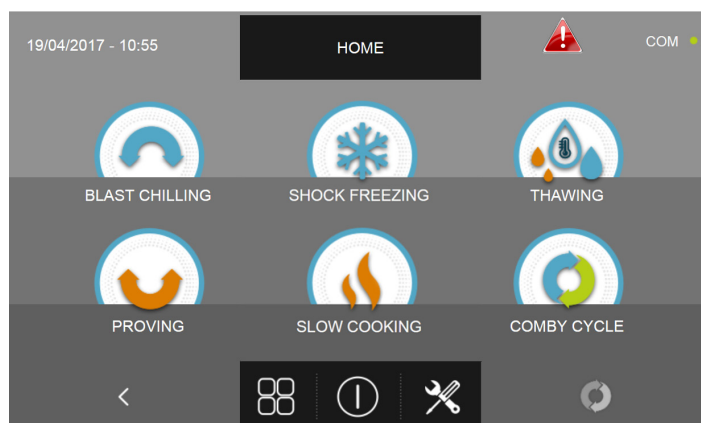 19/04/2017 - 10:55
HOME
COM
BLAST CHILLING
SHOCK FREEZING
THAWING
PROVING
SLOW COOKING
COMBY CYCLE